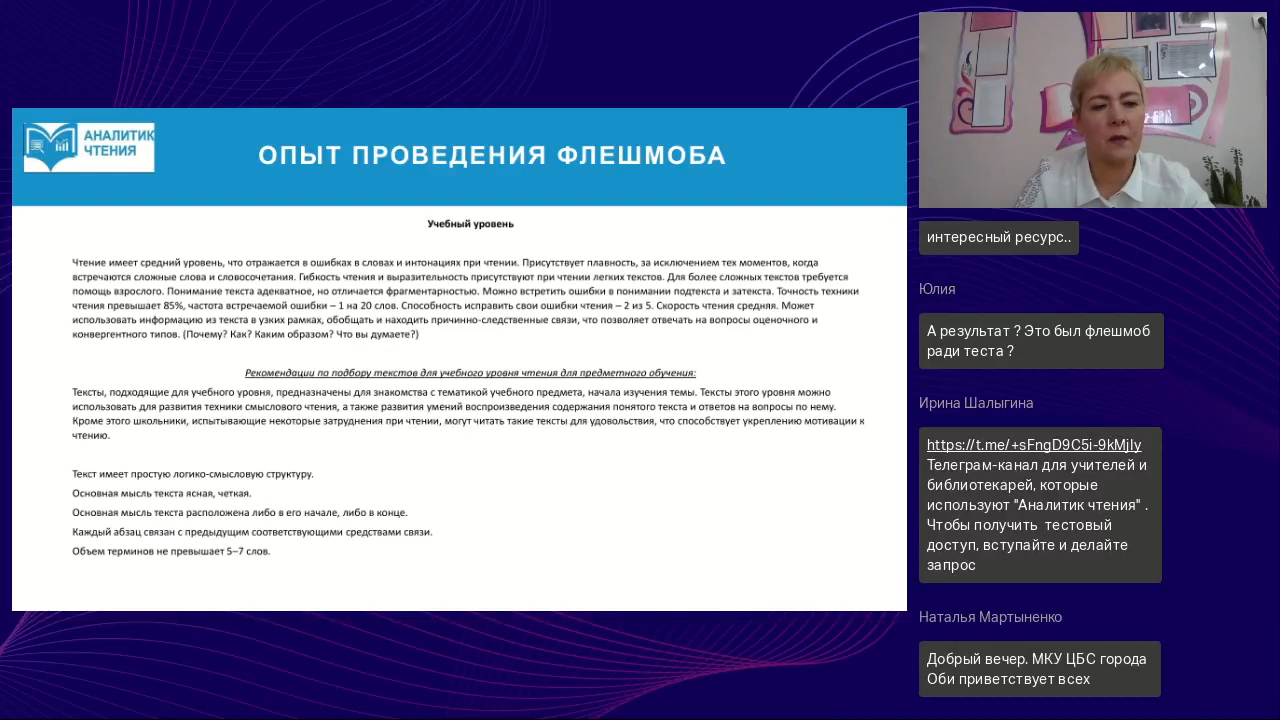 АНАЛИТИК
ЧТЕНИЯ
ОПЫТ ПРОВЕДЕНИЯ ФЛЕШМОБА
Учебный уровень
Чтение имеет средний уровень, что отражается в ошибках в словах и интонациях при чтении. Присутствует плавность, за исключением тех моментов, когда
встречаются сложные слова и словосочетания. Гибкость чтения и выразительность присутствуют при чтении легких текстов. Для более сложных текстов требуется
помощь взрослого. Понимание текста адекватное, но отличается фрагментарностью. Можно встретить ошибки в понимании подтекста и затекста. Точность техники
чтения превышает 85%, частота встречаемой ошибки – 1 на 20 слов. Способность исправить свои ошибки чтения – 2 из 5. Скорость чтения средняя. Может
использовать информацию из текста в узких рамках, обобщать и находить причинно-следственные связи, что позволяет отвечать на вопросы оценочного и
конвергентного типов. (Почему? Как? Каким образом? Что вы думаете?)
Рекомендации по подбору текстов для учебного уровня чтения для предметного обучения:
Тексты, подходящие для учебного уровня, предназначены для знакомства с тематикой учебного предмета, начала изучения темы. Тексты этого уровня можно
использовать для развития техники смыслового чтения, а также развития умений воспроизведения содержания понятого текста и ответов на вопросы по нему.
Кроме этого школьники, испытывающие некоторые затруднения при чтении, могут читать такие тексты для удовольствия, что способствует укреплению мотивации к
чтению.
Текст имеет простую логико-смысловую структуру.
Основная мысль текста ясная, четкая.
Основная мысль текста расположена либо в его начале, либо в конце.
Каждый абзац связан с предыдущим соответствующими средствами связи.
Объем терминов не превышает 5–7 слов.
интересный ресурс..
Юлия
А результат ? Это был флешмоб
ради теста ?
Ирина Шалыгина
https://t.me/+sFngD9C5i-9kMjIy
Телеграм-канал для учителей и
библиотекарей, которые
используют "Аналитик чтения" .
Чтобы получить  тестовый
доступ, вступайте и делайте
запрос
Наталья Мартыненко
Добрый вечер. МКУ ЦБС города
Оби приветствует всех